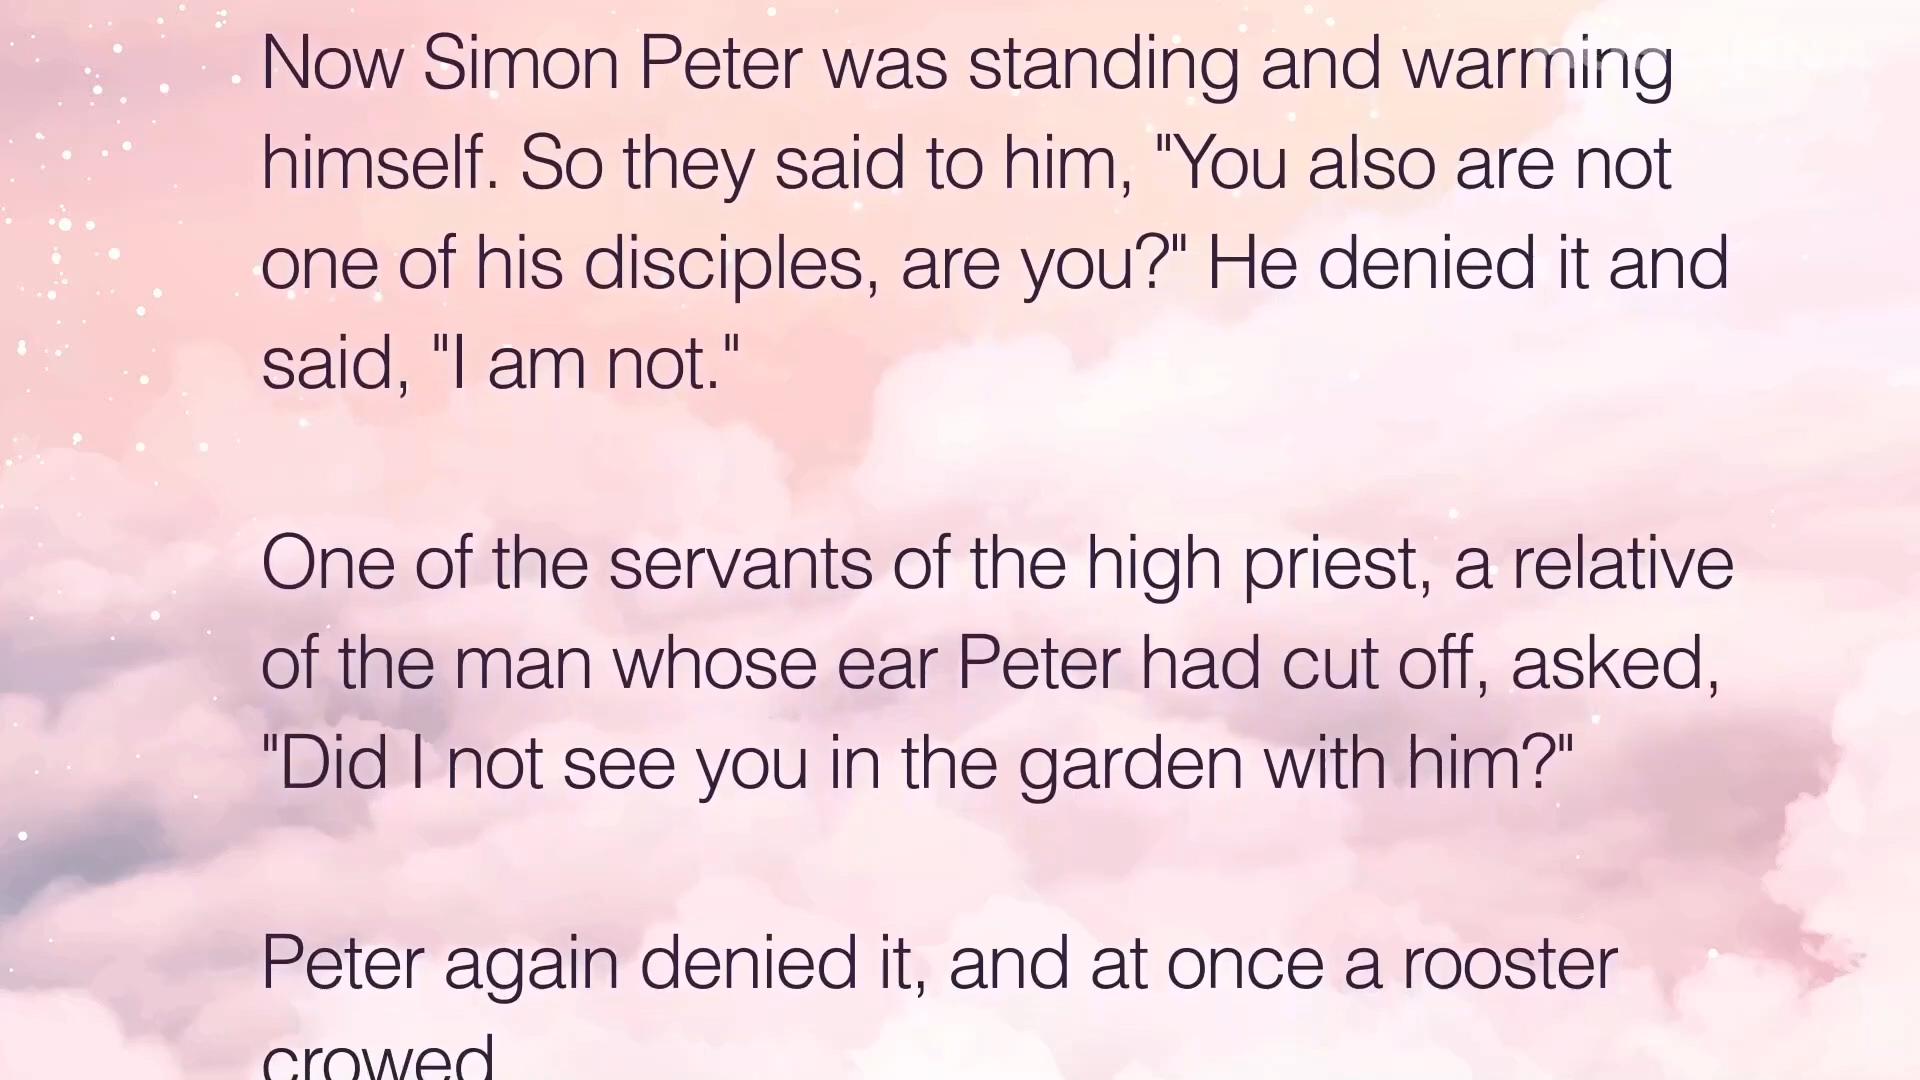 Now Simon Peter was standing and warming
himself. So they said to him, "You also are not
one of his disciples, are you?" He denied it and
said, "I am not."
One of the servants of the high priest, a relative
of the man whose ear Peter had cut off, asked,
"Did I not see you in the garden with him?"
Peter again denied it, and at once a rooster
crowed